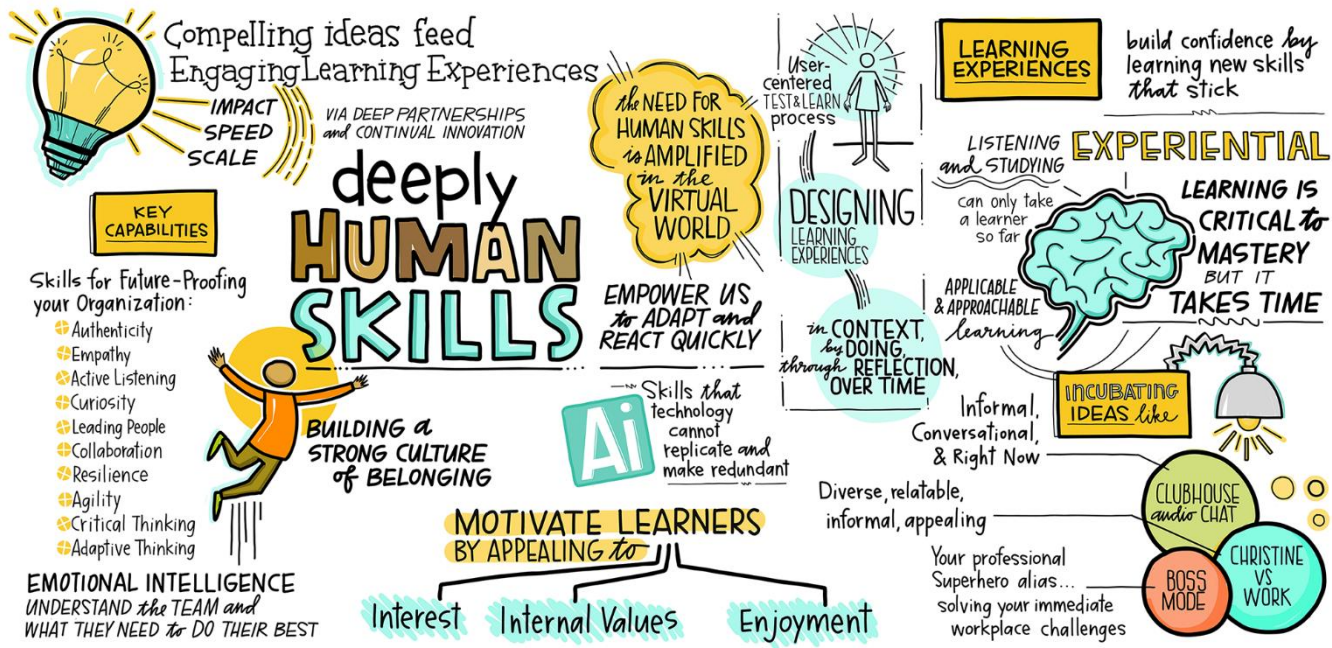 Compelling ideas feed
Engaging Learning Experiences
IMPACT
SPEED
SCALE
VIA DEEP PARTNERSHIPS
and CONTINUAL INNOVATION
deeply
HUMAN
SKILLS
KEY
CAPABILITIES
Skills for Future-Proofing
your Organization:
Authenticity
Empathy
Active Listening
Curiosity
Leading People
Collaboration
Resilience
Agility
Critical Thinking
Adaptive Thinking
EMOTIONAL INTELLIGENCE
UNDERSTAND the TEAM and
WHAT THEY NEED to DO THEIR BEST
BUILDING a
STRONG CULTURE
of BELONGING
the NEED FOR
HUMAN SKILLS
is AMPLIFIED
in the
VIRTUAL
WORLD
EMPOWER US
to ADAPT and
REACT QUICKLY
Ai
Skills that
technology
cannot
replicate and
make redundant
MOTIVATE LEARNERS
BY APPEALING to
Interest
Internal Values
Enjoyment
User-
centered
TEST & LEARN
process
DESIGNING
LEARNING
EXPERIENCES
in CONTEXT,
by DOING,
through REFLECTION,
OVER TIME
LEARNING
EXPERIENCES
build confidence by
learning new skills
that stick
LISTENING
and STUDYING
can only take
a learner
so far
EXPERIENTIAL
LEARNING IS
CRITICAL to
MASTERY
BUT IT
TAKES TIME
APPLICABLE
& APPROACHABLE
learning
INCUBATING
IDEAS like
Informal,
Conversational,
& Right Now
CLUBHOUSE
audio CHAT
Diverse, relatable,
informal, appealing
CHRISTINE
VS
WORK
Your professional
Superhero alias...
solving your immediate
workplace challenges
BOSS
MODE